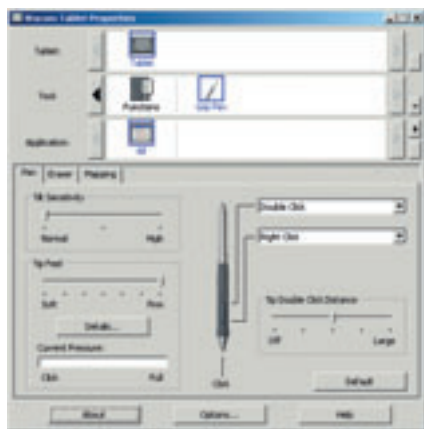 Wacom Tablet Properties
Tablet:
Tablet
Tool:
Functions
Grip Pen
Application:
All
Pen
Eraser
Mapping
Tilt Sensitivity
Normal
High
Tip Feel
Soft
Firm
Details...
Current Pressure:
Click
Full
Double Click
Right Click
Tip Double Click Distance
Off
Large
Click
Default
About
Options...
Help